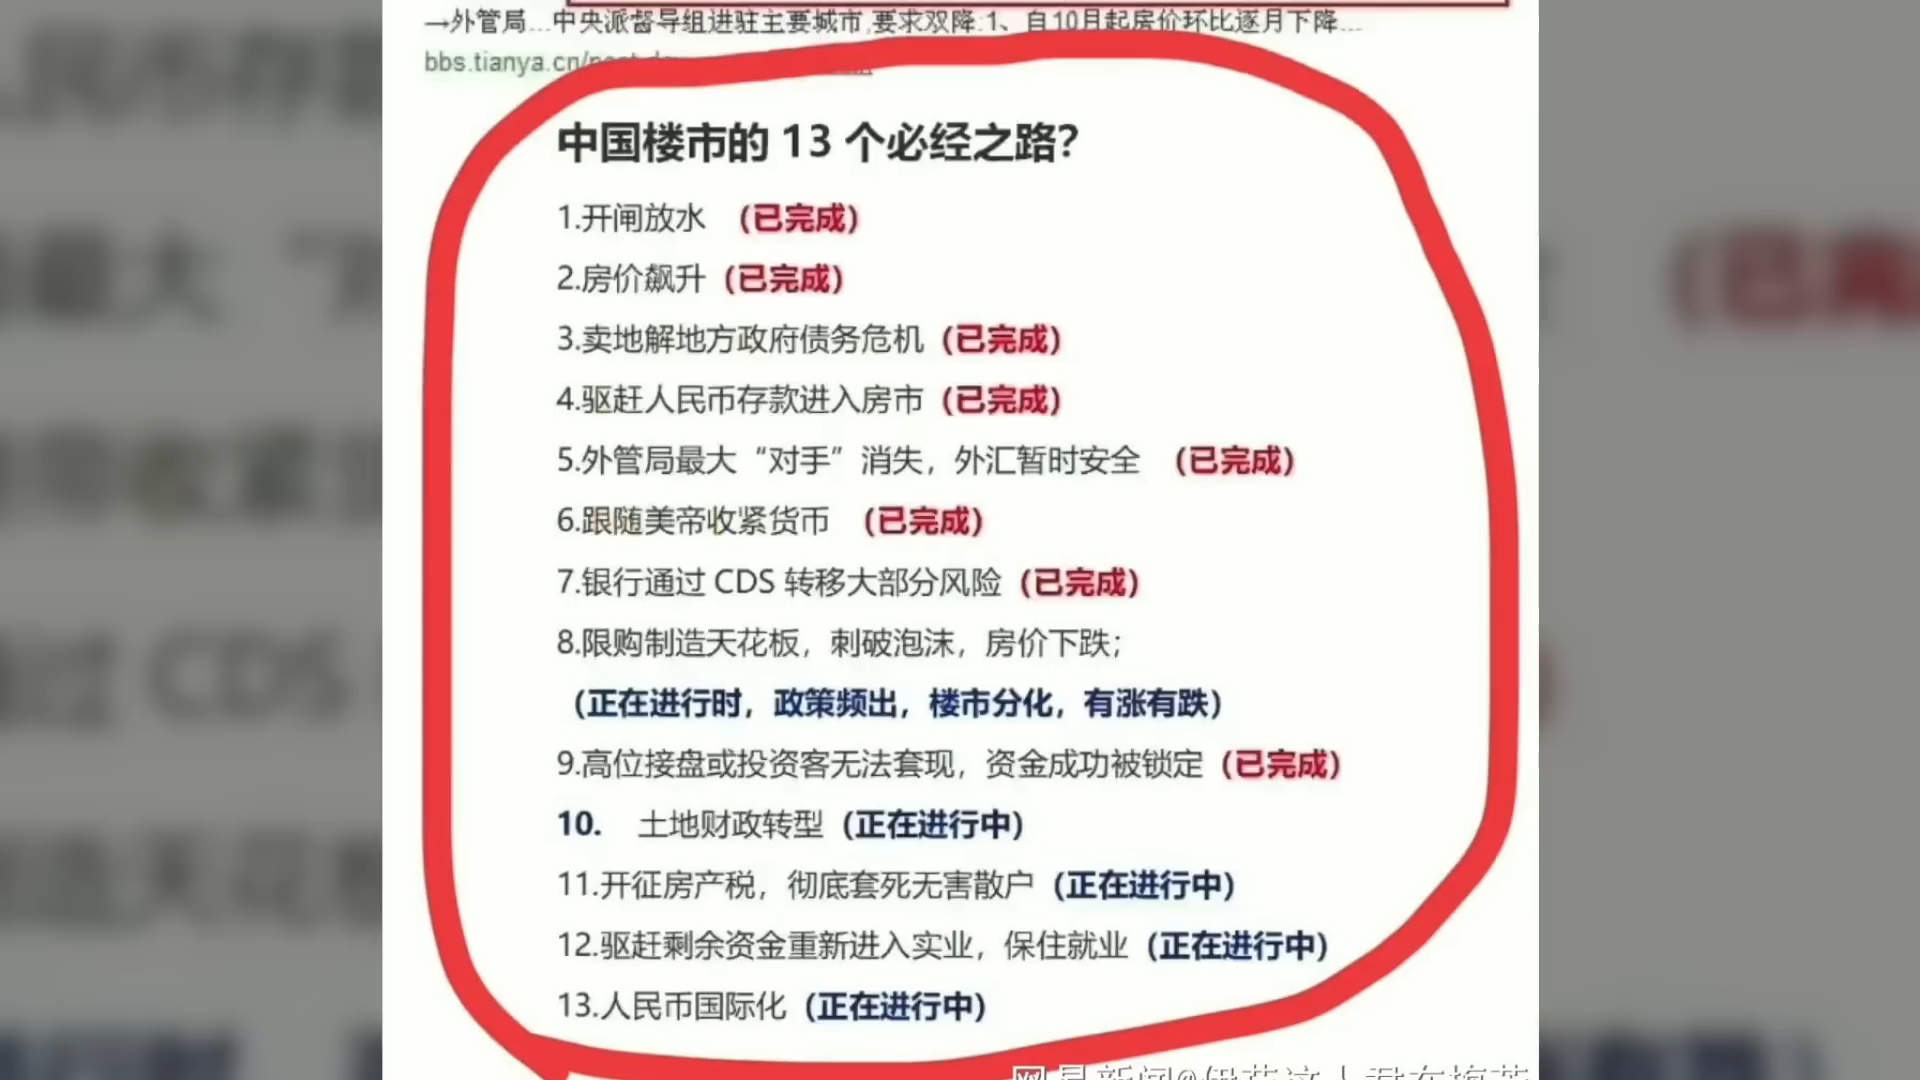 →外管局...中央派督导组进驻主要城市,要求双降:1、自10月起房价环比逐月下降...
bbs.tianya.cn/post
中国楼市的 13 个必经之路？
1.开闸放水 （已完成）
2.房价飙升（已完成）
3.卖地解地方政府债务危机（已完成）
4.驱赶人民币存款进入房市（已完成）
5.外管局最大“对手”消失，外汇暂时安全 （已完成）
6.跟随美帝收紧货币 （已完成）
7.银行通过 CDS 转移大部分风险（已完成）
8.限购制造天花板，刺破泡沫，房价下跌；
（正在进行时，政策频出，楼市分化，有涨有跌）
9.高位接盘或投资客无法套现，资金成功被锁定（已完成）
10. 土地财政转型（正在进行中）
11.开征房产税，彻底套死无害散户（正在进行中）
12.驱赶剩余资金重新进入实业，保住就业（正在进行中）
13.人民币国际化（正在进行中）